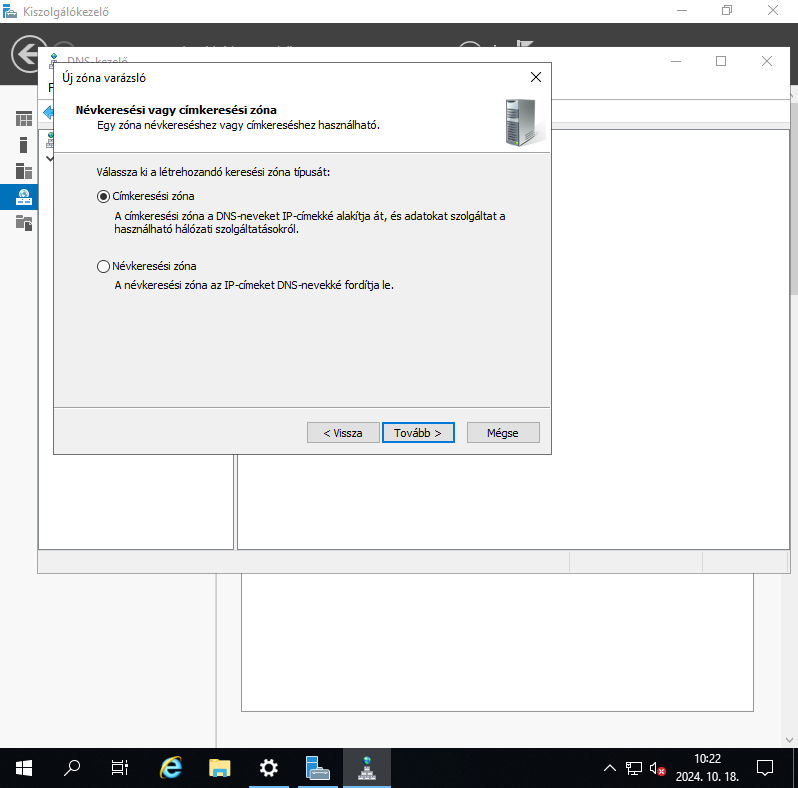 Kiszolgálókezelő
DNS-kezelő
Új zóna varázsló
F
Névkeresési vagy címkeresési zóna
Egy zóna névkereséshez vagy címkereséshez használható.
Válassza ki a létrehozandó keresési zóna típusát:
Címkeresési zóna
A címkeresési zóna a DNS-neveket IP-címekké alakítja át, és adatokat szolgáltat a
használható hálózati szolgáltatásokról.
Névkeresési zóna
A névkeresési zóna az IP-címeket DNS-nevekké fordítja le.
< Vissza
Tovább >
Mégse
10:22
2024. 10. 18.